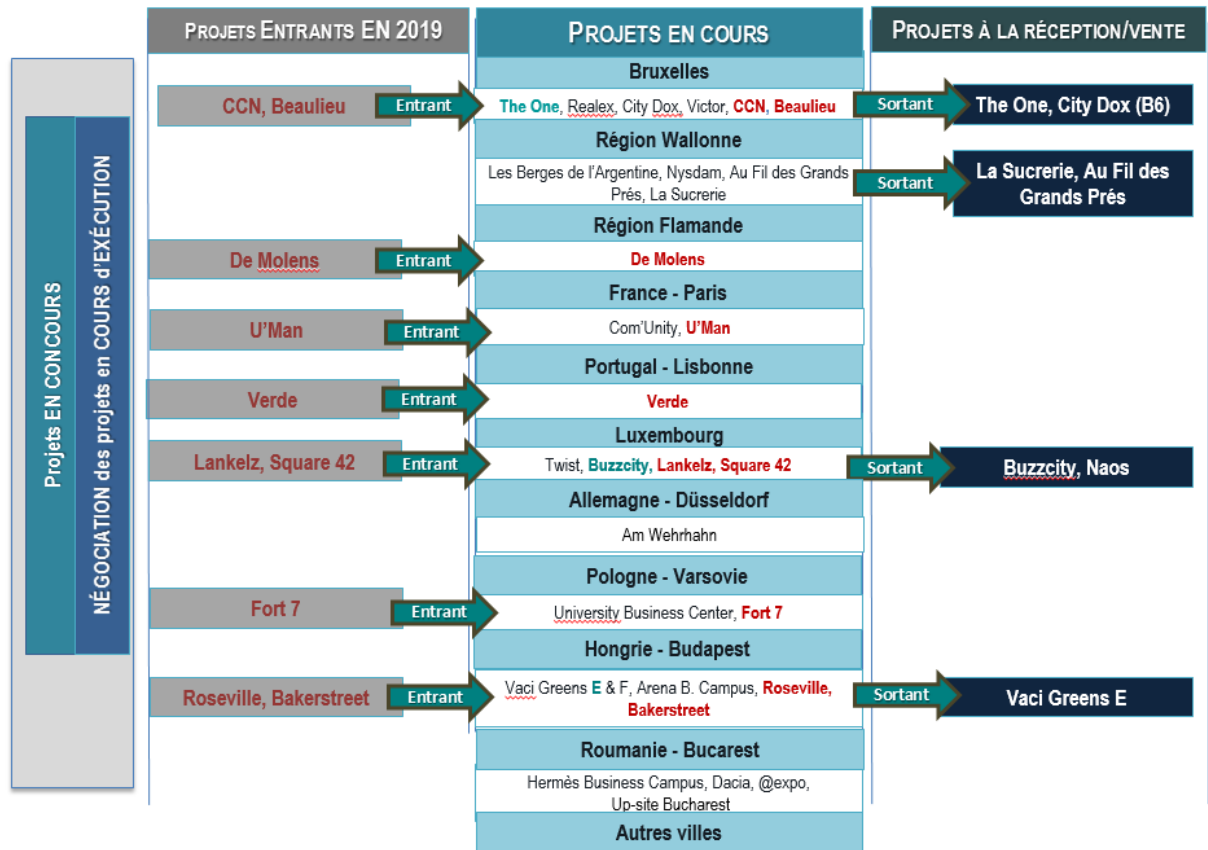 PROJETS ENTRANTS EN 2019
PROJETS EN COURS
PROJETS À LA RÉCEPTION/VENTE
Projets EN CONCOURS
NÉGOCIATION des projets en COURS d'EXÉCUTION
Bruxelles
CCN, Beaulieu
Entrant
The One, Realex, City Dox, Victor, CCN, Beaulieu
Sortant
The One, City Dox (B6)
Région Wallonne
Les Berges de l'Argentine, Nysdam, Au Fil des Grands
Prés, La Sucrerie
Sortant
La Sucrerie, Au Fil des
Grands Prés
Région Flamande
De Molens
Entrant
De Molens
France - Paris
U'Man
Entrant
Com'Unity, U'Man
Portugal - Lisbonne
Verde
Entrant
Verde
Luxembourg
Lankelz, Square 42
Entrant
Twist, Buzzcity, Lankelz, Square 42
Sortant
Buzzcity, Naos
Allemagne - Düsseldorf
Am Wehrhahn
Pologne - Varsovie
Fort 7
Entrant
University Business Center, Fort 7
Hongrie - Budapest
Roseville, Bakerstreet
Entrant
Vaci Greens E & F, Arena B. Campus, Roseville,
Bakerstreet
Sortant
Vaci Greens E
Roumanie - Bucarest
Hermès Business Campus, Dacia, @expo,
Up-site Bucharest
Autres villes